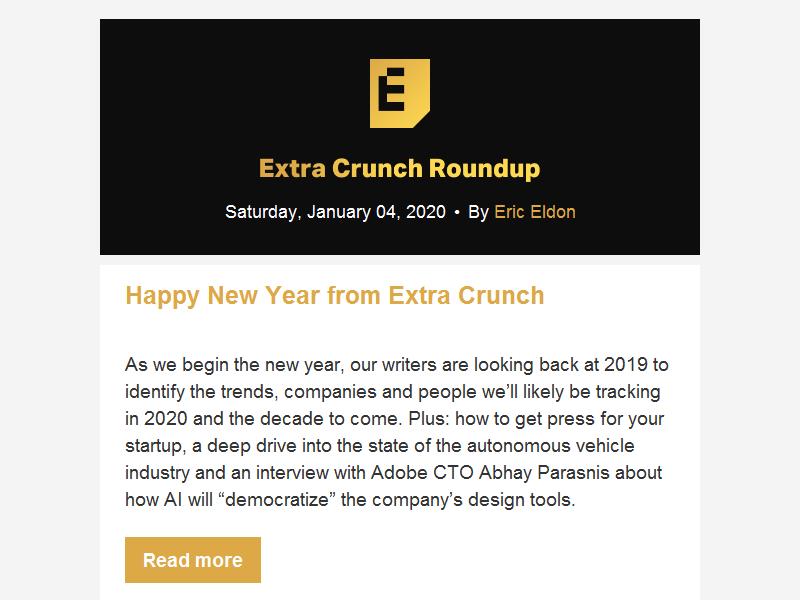 E
Extra Crunch Roundup
Saturday, January 04, 2020 • By Eric Eldon
Happy New Year from Extra Crunch
As we begin the new year, our writers are looking back at 2019 to
identify the trends, companies and people we’ll likely be tracking
in 2020 and the decade to come. Plus: how to get press for your
startup, a deep drive into the state of the autonomous vehicle
industry and an interview with Adobe CTO Abhay Parasnis about
how AI will “democratize” the company’s design tools.
Read more